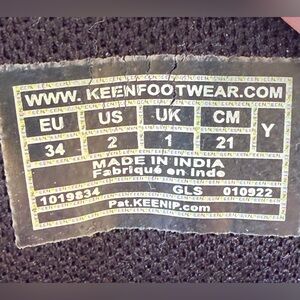 WWW. KEENFOOTWEAR.COM
EU US UK CM Y
34 2 1 21
MADE IN INDIA
Fabriqué en Inde
1019834 GLS 010922
Pat.KEENIP.com